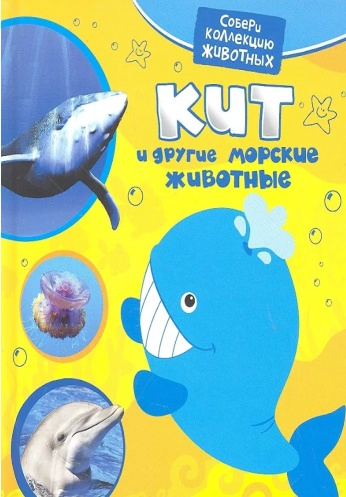 Собери
коллекцию
животных
Кит
и другие морские
животные